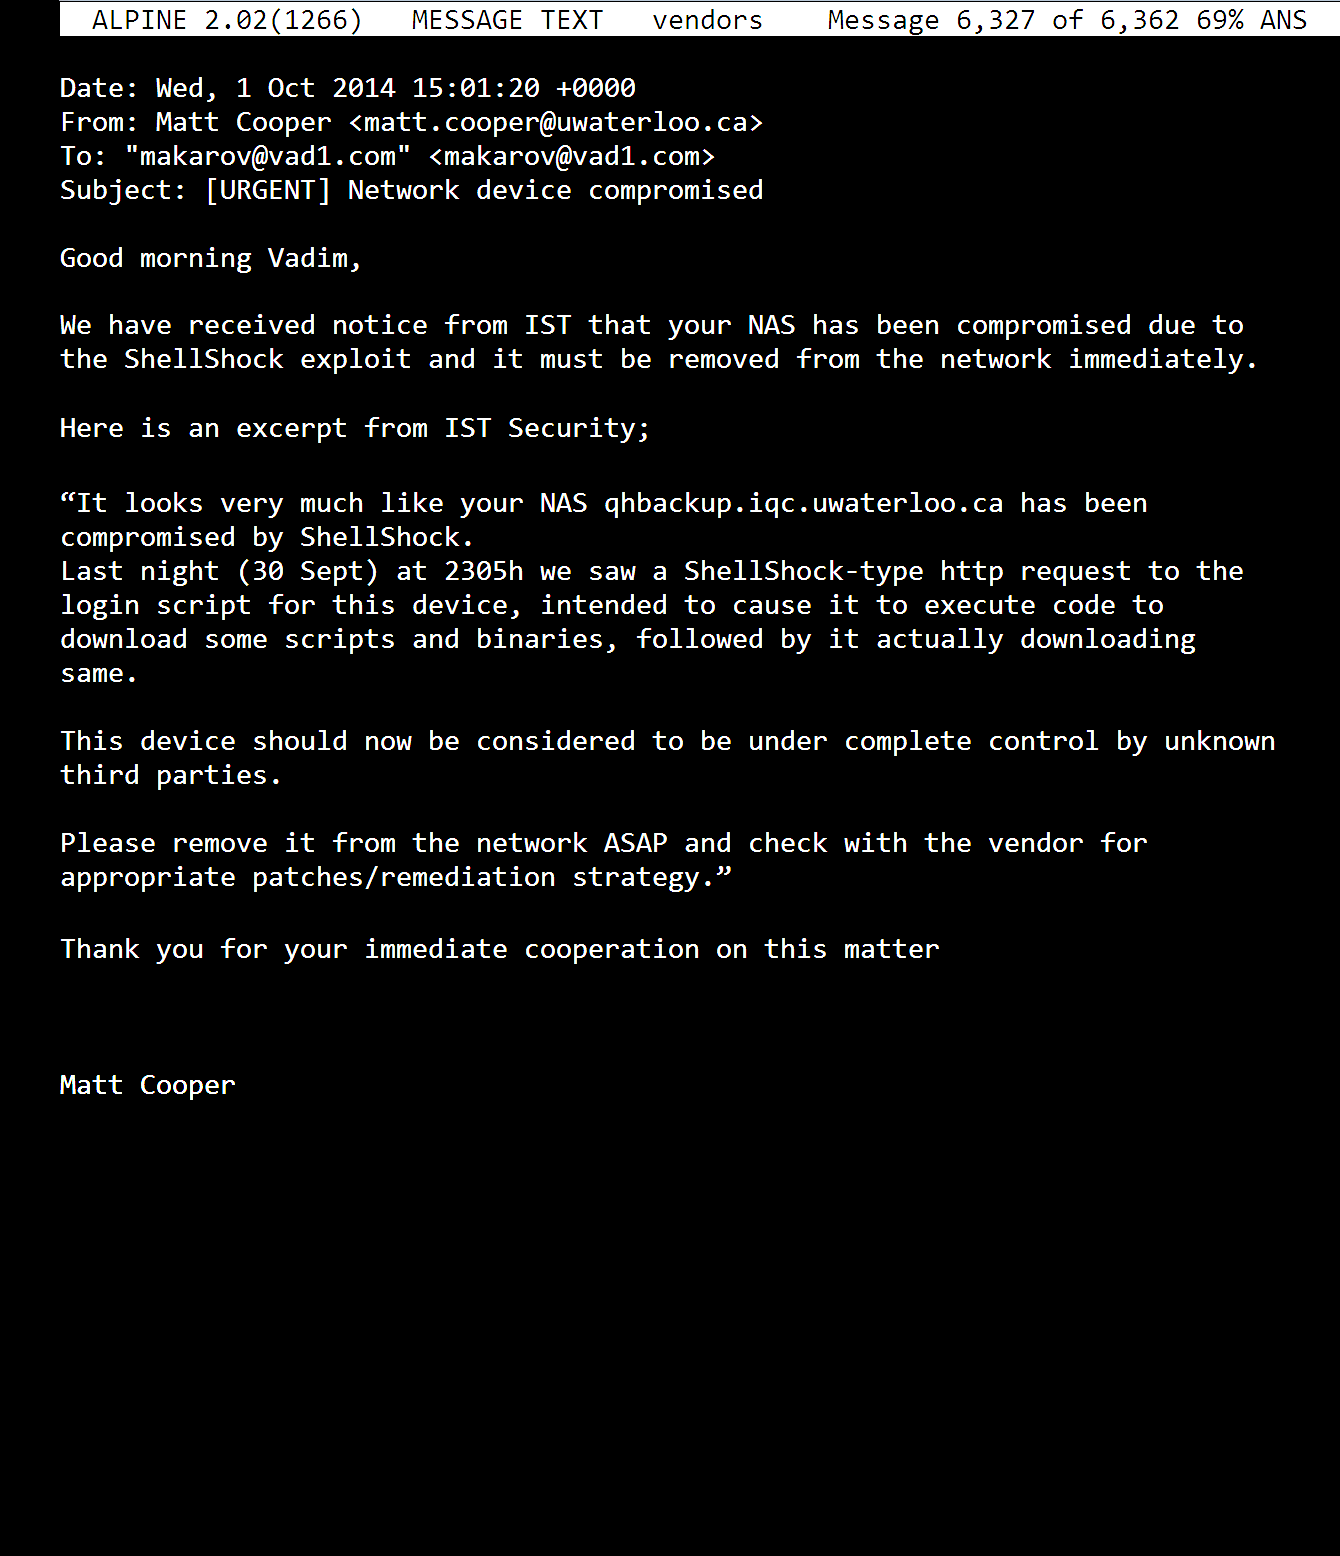 ALPINE 2.02(1266) MESSAGE TEXT vendors Message 6,327 of 6,362 69% ANS
Date: Wed, 1 Oct 2014 15:01:20 +0000
From: Matt Cooper <matt.cooper@uwaterloo.ca>
To: "makarov@vad1.com" <makarov@vad1.com>
Subject: [URGENT] Network device compromised
Good morning Vadim,
We have received notice from IST that your NAS has been compromised due to
the ShellShock exploit and it must be removed from the network immediately.
Here is an excerpt from IST Security;
“It looks very much like your NAS qhbackup.iqc.uwaterloo.ca has been
compromised by ShellShock.
Last night (30 Sept) at 2305h we saw a ShellShock-type http request to the
login script for this device, intended to cause it to execute code to
download some scripts and binaries, followed by it actually downloading
same.
This device should now be considered to be under complete control by unknown
third parties.
Please remove it from the network ASAP and check with the vendor for
appropriate patches/remediation strategy.”
Thank you for your immediate cooperation on this matter
Matt Cooper